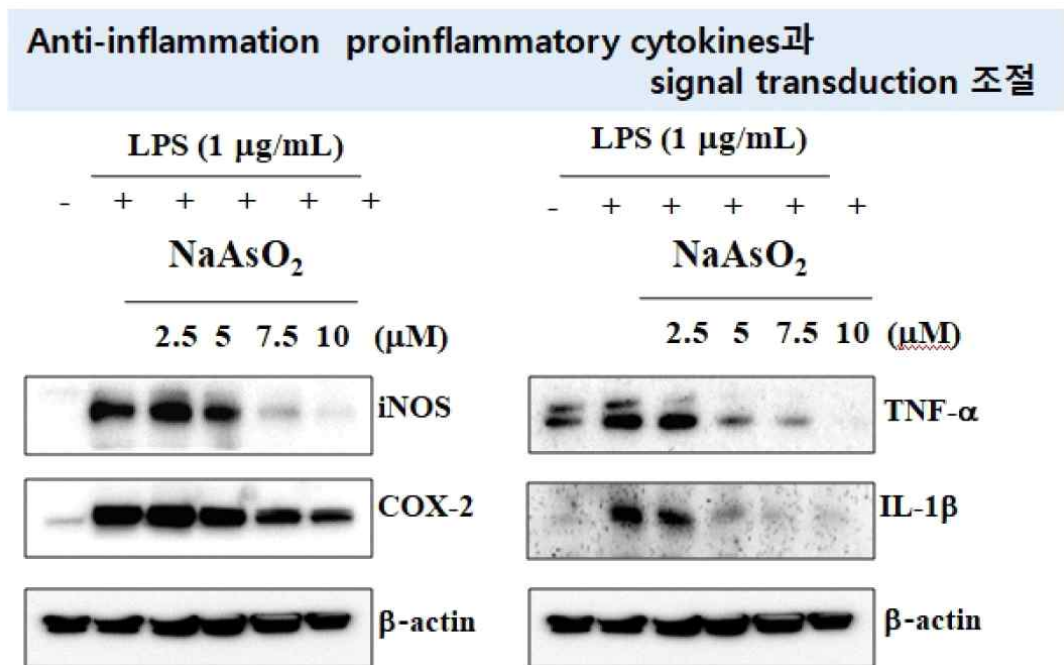 Anti-inflammation proinflammatory cytokines과
signal transduction 조절
LPS (1 μg/mL)
- + + + + +
NaAsO₂
2.5 5 7.5 10 (μM)
iNOS
COX-2
β-actin
LPS (1 μg/mL)
- + + + + +
NaAsO₂
2.5 5 7.5 10 (μM)
TNF-α
IL-1β
β-actin